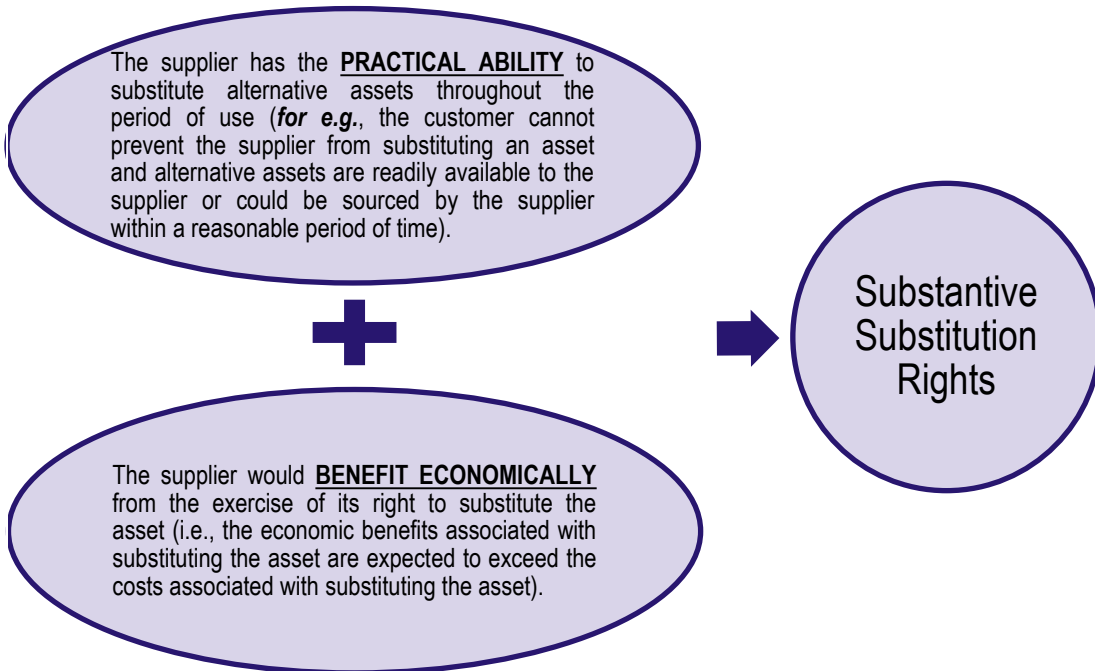 The supplier has the PRACTICAL ABILITY to
substitute alternative assets throughout the
period of use (for e.g., the customer cannot
prevent the supplier from substituting an asset
and alternative assets are readily available to the
supplier or could be sourced by the supplier
within a reasonable period of time).
The supplier would BENEFIT ECONOMICALLY
from the exercise of its right to substitute the
asset (i.e., the economic benefits associated with
substituting the asset are expected to exceed the
costs associated with substituting the asset).
Substantive
Substitution
Rights